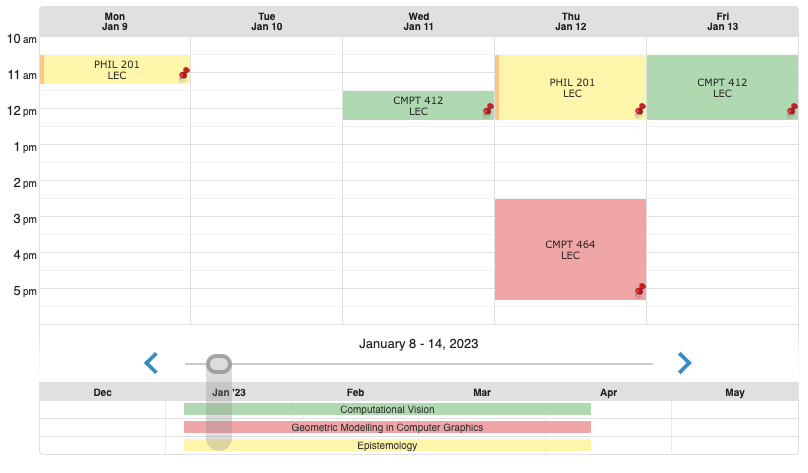 Mon Tue Wed Thu Fri
Jan 9 Jan 10 Jan 11 Jan 12 Jan 13
10 am
11 am
12 pm
1 pm
2 pm
3 pm
4 pm
5 pm
PHIL 201
LEC
CMPT 412
LEC
PHIL 201
LEC
CMPT 412
LEC
CMPT 464
LEC
January 8 - 14, 2023
Dec Jan '23 Feb Mar Apr May
Computational Vision
Geometric Modelling in Computer Graphics
Epistemology